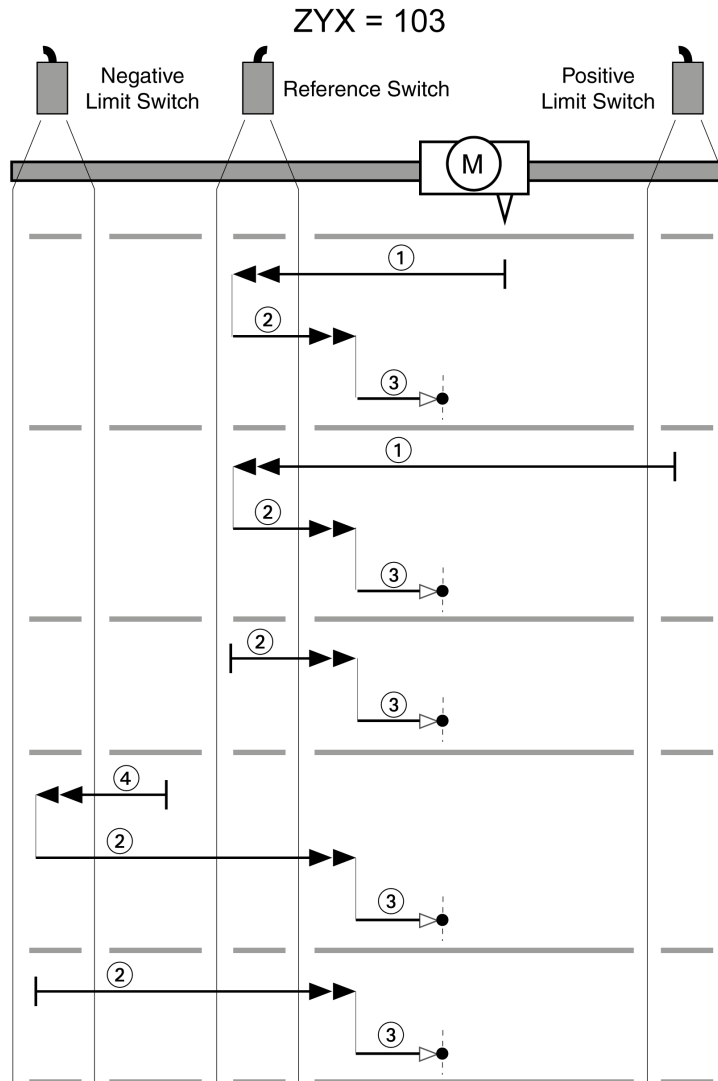 ZYX = 103
Negative
Limit Switch
Reference Switch
Positive
Limit Switch
M
1
2
3
1
2
3
2
3
4
2
3
2
3